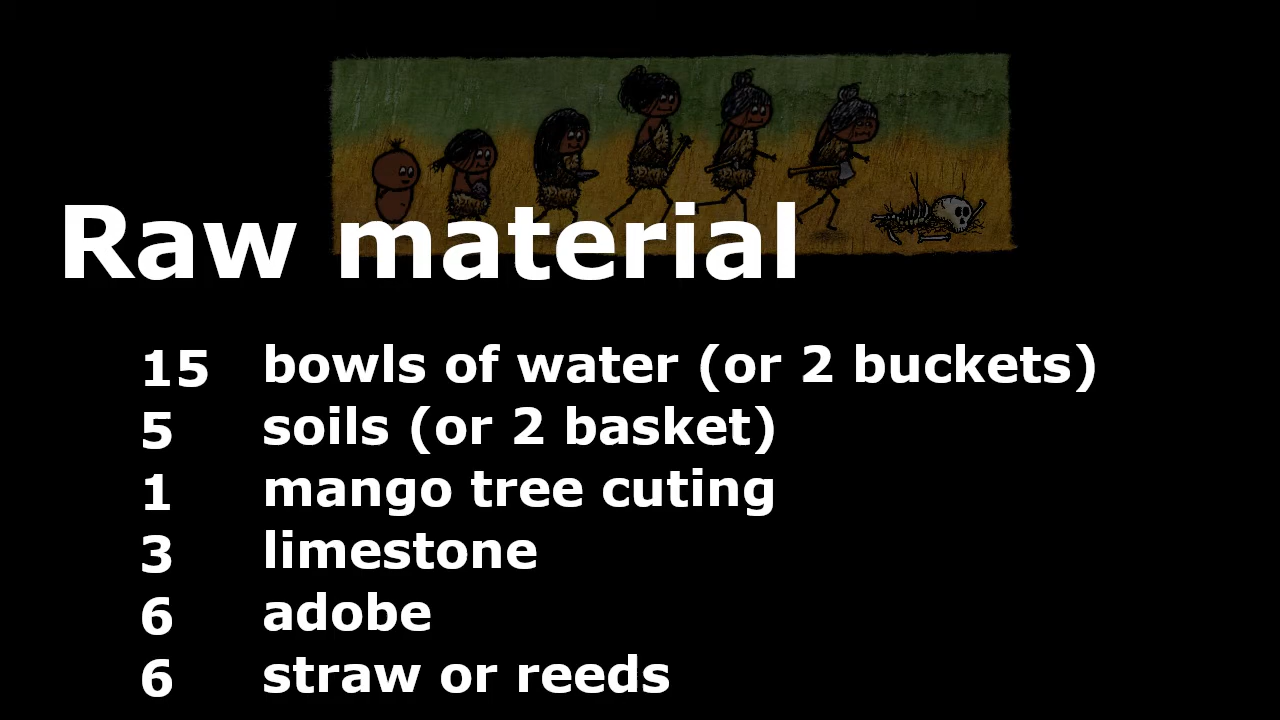 Raw material
15 bowls of water (or 2 buckets)
5 soils (or 2 basket)
1 mango tree cuting
3 limestone
6 adobe
6 straw or reeds